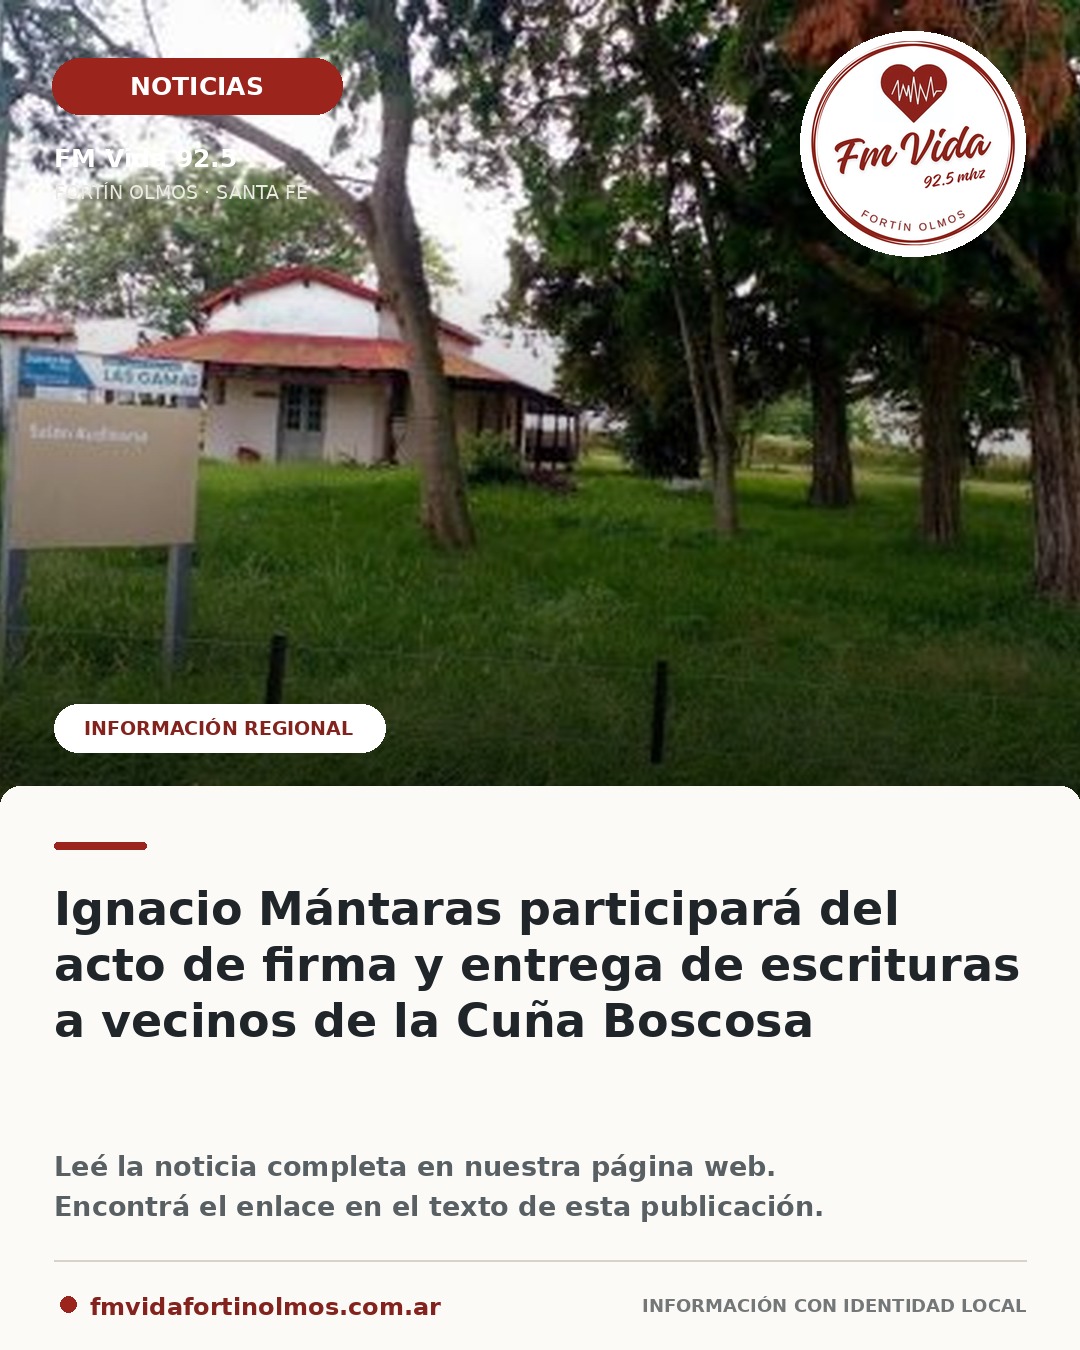 NOTICIAS
FM Vida 92.5
FORTÍN OLMOS · SANTA FE
Fm Vida
92.5 mhz
FORTÍN OLMOS
LAS GAMAS
Salón Auditorio
INFORMACIÓN REGIONAL
Ignacio Mántaras participará del
acto de firma y entrega de escrituras
a vecinos de la Cuña Boscosa
Leé la noticia completa en nuestra página web.
Encontrá el enlace en el texto de esta publicación.
fmvidafortinolmos.com.ar
INFORMACIÓN CON IDENTIDAD LOCAL